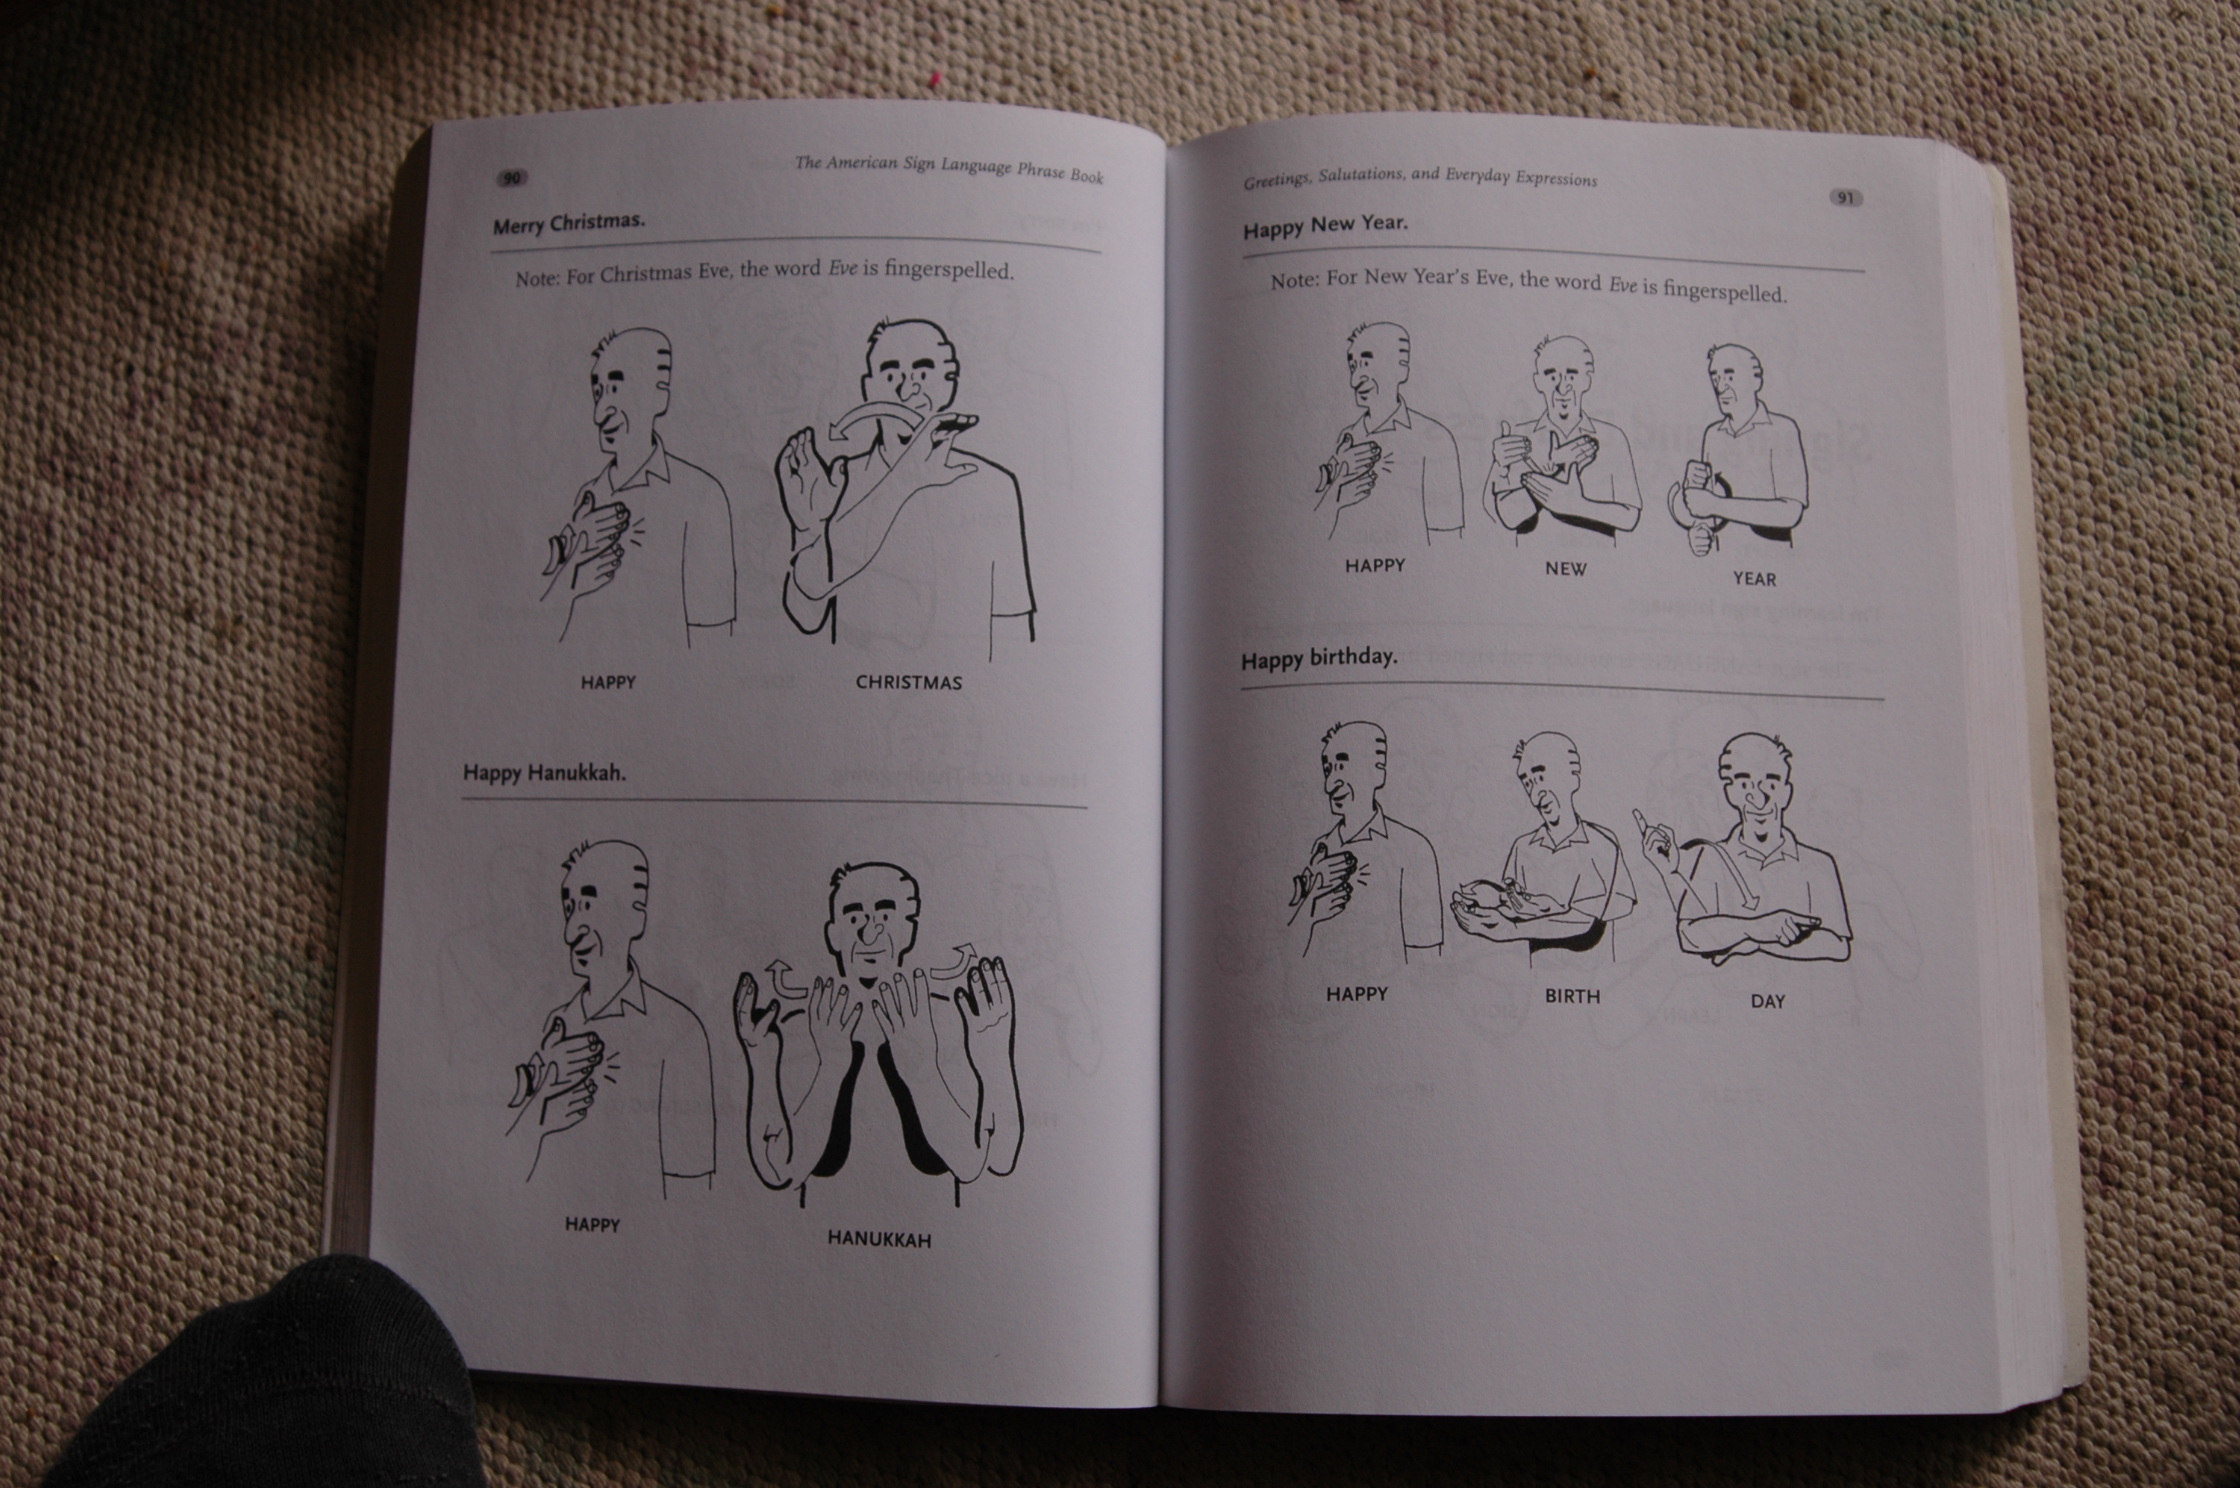 90
The American Sign Language Phrase Book
Merry Christmas.
Note: For Christmas Eve, the word Eve is fingerspelled.
HAPPY CHRISTMAS
Happy Hanukkah.
HAPPY HANUKKAH
Greetings, Salutations, and Everyday Expressions
91
Happy New Year.
Note: For New Year's Eve, the word Eve is fingerspelled.
HAPPY NEW YEAR
Happy birthday.
HAPPY BIRTH DAY